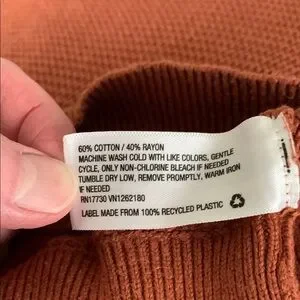 60% COTTON / 40% RAYON
MACHINE WASH COLD WITH LIKE COLORS, GENTLE
CYCLE, ONLY NON-CHLORINE BLEACH IF NEEDED
TUMBLE DRY LOW, REMOVE PROMPTLY, WARM IRON
IF NEEDED
RN17730 VN1262180
LABEL MADE FROM 100% RECYCLED PLASTIC